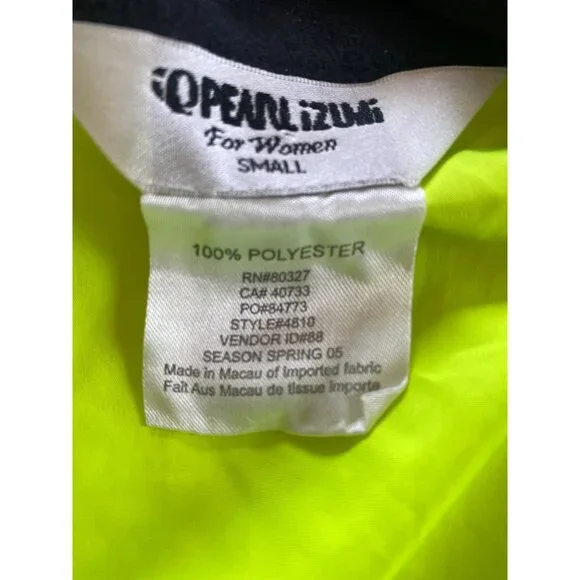 PEARL iZUMi
For Women
SMALL
100% POLYESTER
RN#80327
CA# 40733
PO#84773
STYLE#4810
VENDOR ID#88
SEASON SPRING 05
Made in Macau of Imported fabric
Fait Aus Macau de tissue importe